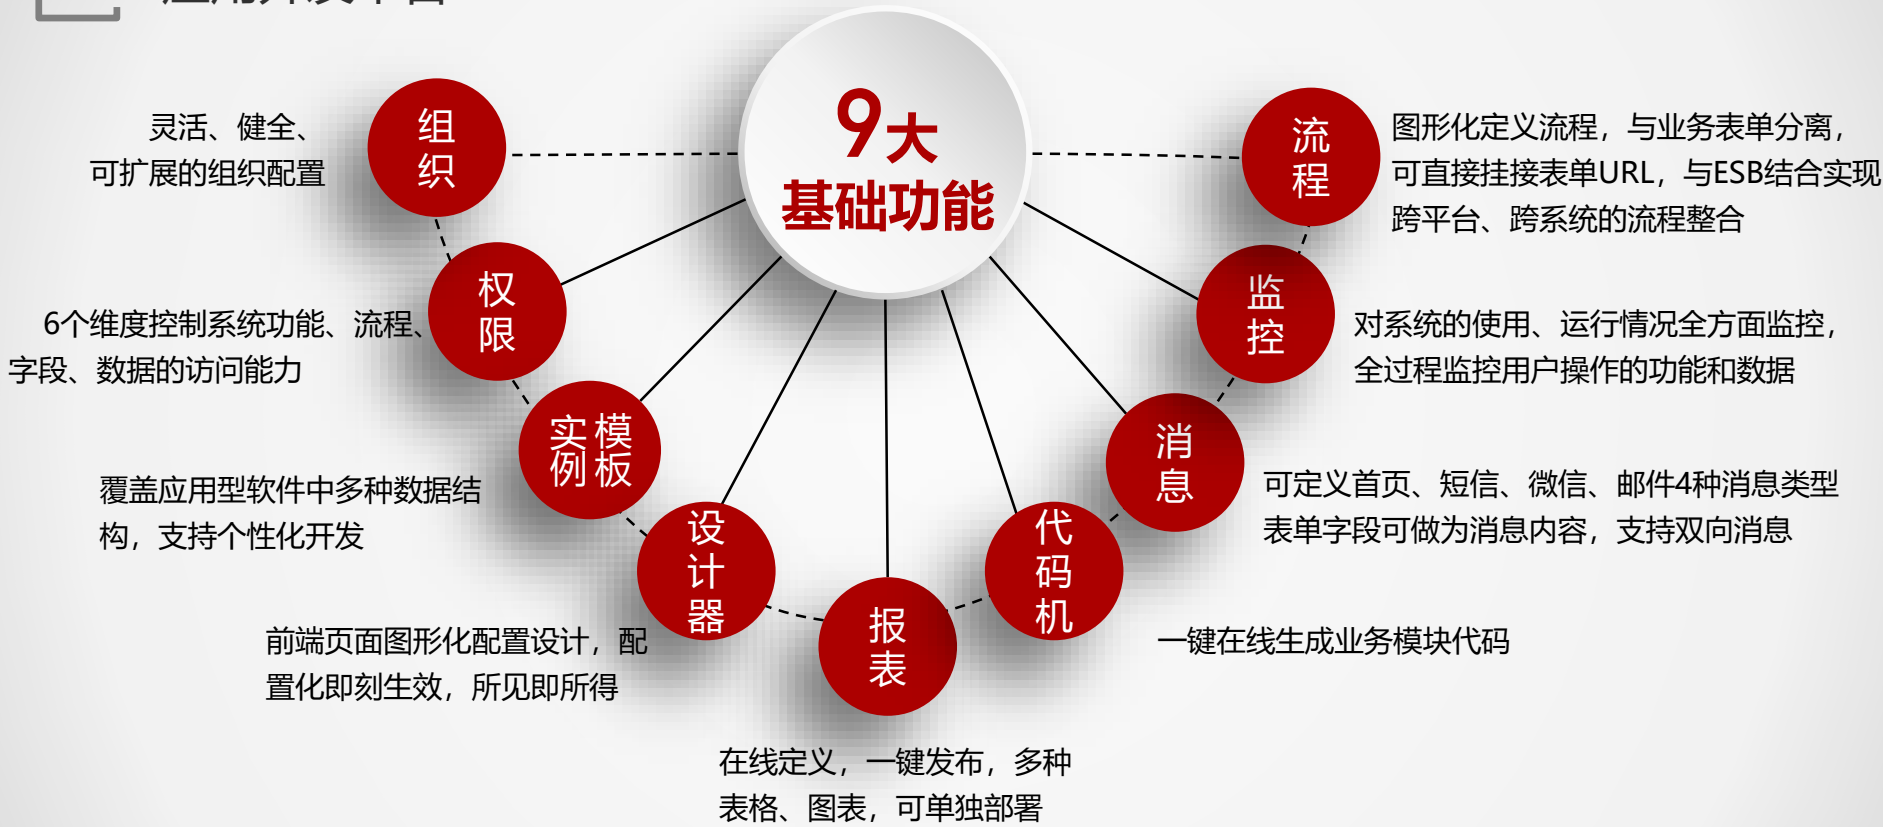 应用开发平台
9大
基础功能
组织
灵活、健全、
可扩展的组织配置
权限
6个维度控制系统功能、流程、
字段、数据的访问能力
实例模板
覆盖应用型软件中多种数据结
构，支持个性化开发
设计器
前端页面图形化配置设计，配
置化即刻生效，所见即所得
报表
在线定义，一键发布，多种
表格、图表，可单独部署
代码机
一键在线生成业务模块代码
消息
可定义首页、短信、微信、邮件4种消息类型
表单字段可做为消息内容，支持双向消息
监控
对系统的使用、运行情况全方面监控，
全过程监控用户操作的功能和数据
流程
图形化定义流程，与业务表单分离，
可直接挂接表单URL，与ESB结合实现
跨平台、跨系统的流程整合